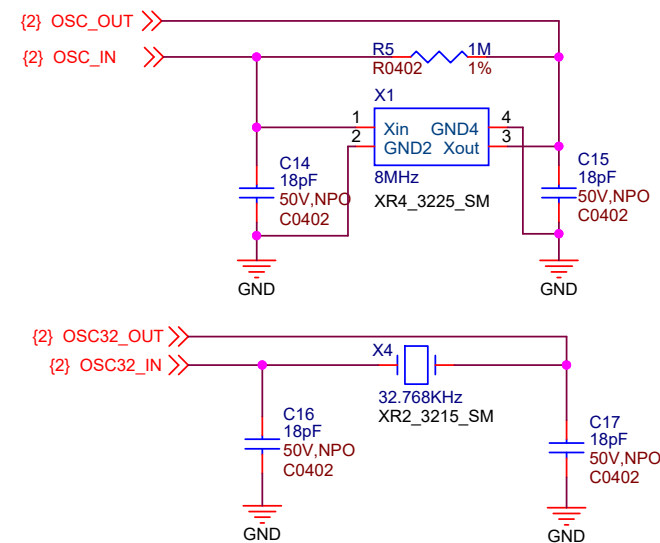 {2} OSC_OUT
{2} OSC_IN
R5 1M
R0402 1%
X1
1 Xin GND4 4
2 GND2 Xout 3
8MHz
XR4_3225_SM
C14
18pF
50V,NPO
C0402
C15
18pF
50V,NPO
C0402
GND
GND
{2} OSC32_OUT
{2} OSC32_IN
X4
32.768KHz
XR2_3215_SM
C16
18pF
50V,NPO
C0402
C17
18pF
50V,NPO
C0402
GND
GND